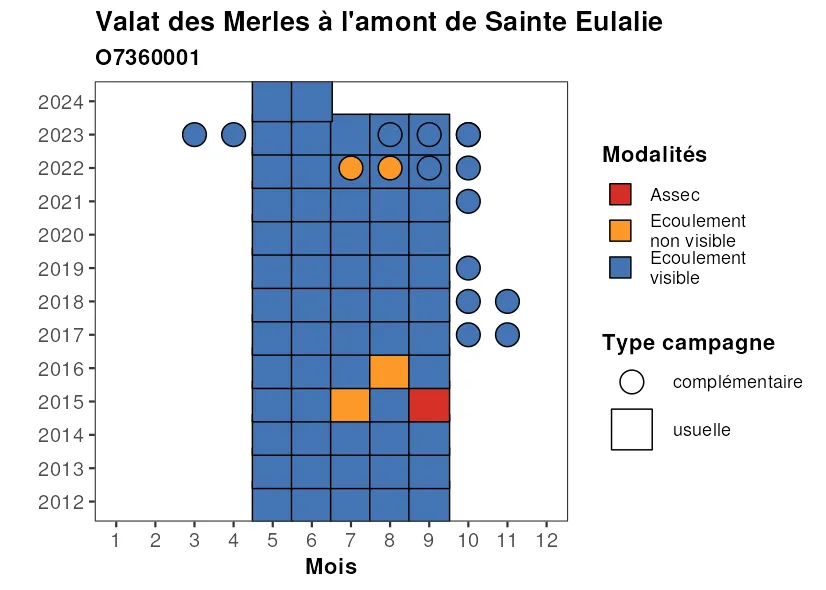 Valat des Merles à l'amont de Sainte Eulalie
O7360001
2024
2023
2022
2021
2020
2019
2018
2017
2016
2015
2014
2013
2012
1 2 3 4 5 6 7 8 9 10 11 12
Mois
Modalités
Assec
Ecoulement
non visible
Ecoulement
visible
Type campagne
complémentaire
usuelle